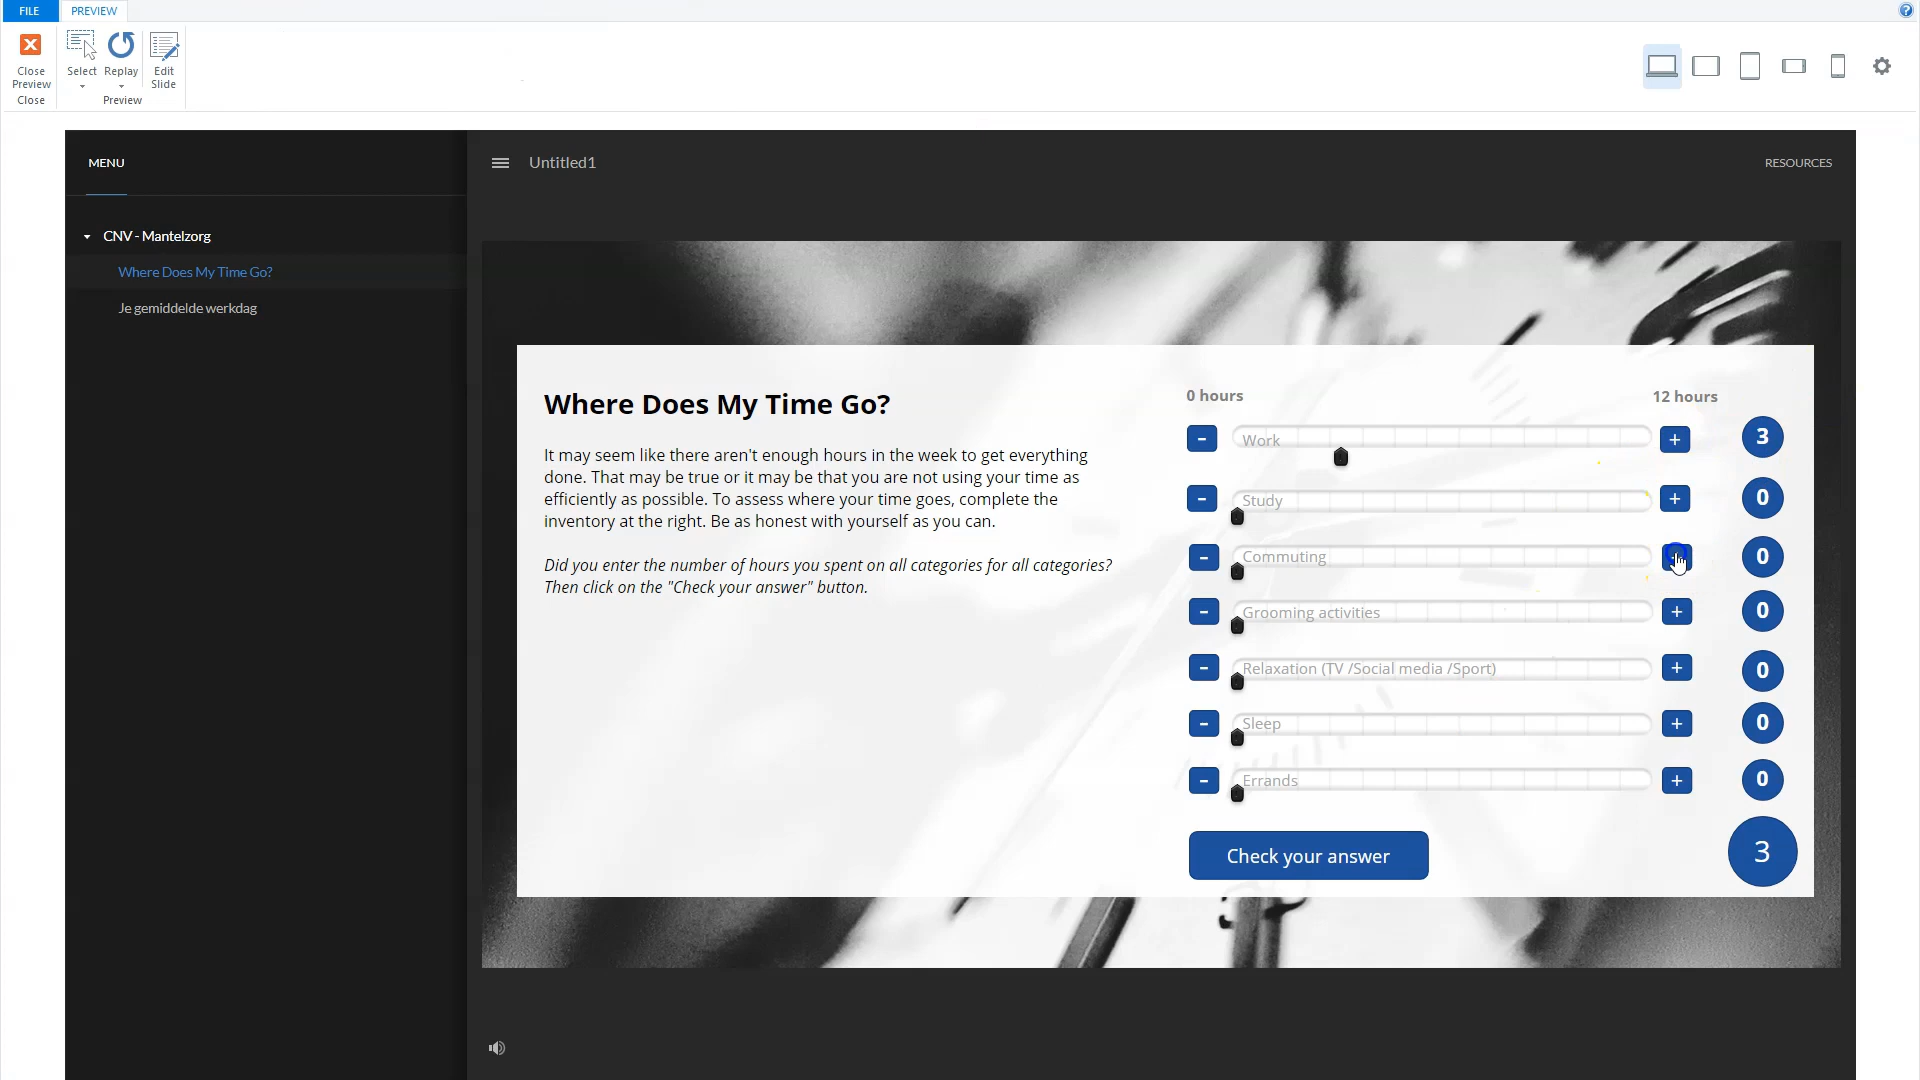 FILE
PREVIEW
Close
Preview
Select
Replay
Edit
Slide
Close
Preview
MENU
Untitled1
RESOURCES
CNV - Mantelzorg
Where Does My Time Go?
Je gemiddelde werkdag
Where Does My Time Go?
It may seem like there aren't enough hours in the week to get everything
done. That may be true or it may be that you are not using your time as
efficiently as possible. To assess where your time goes, complete the
inventory at the right. Be as honest with yourself as you can.
Did you enter the number of hours you spent on all categories for all categories?
Then click on the "Check your answer" button.
0 hours
12 hours
- Work + 3
- Study + 0
- Commuting + 0
- Grooming activities + 0
- Relaxation (TV /Social media /Sport) + 0
- Sleep + 0
- Errands + 0
Check your answer
3